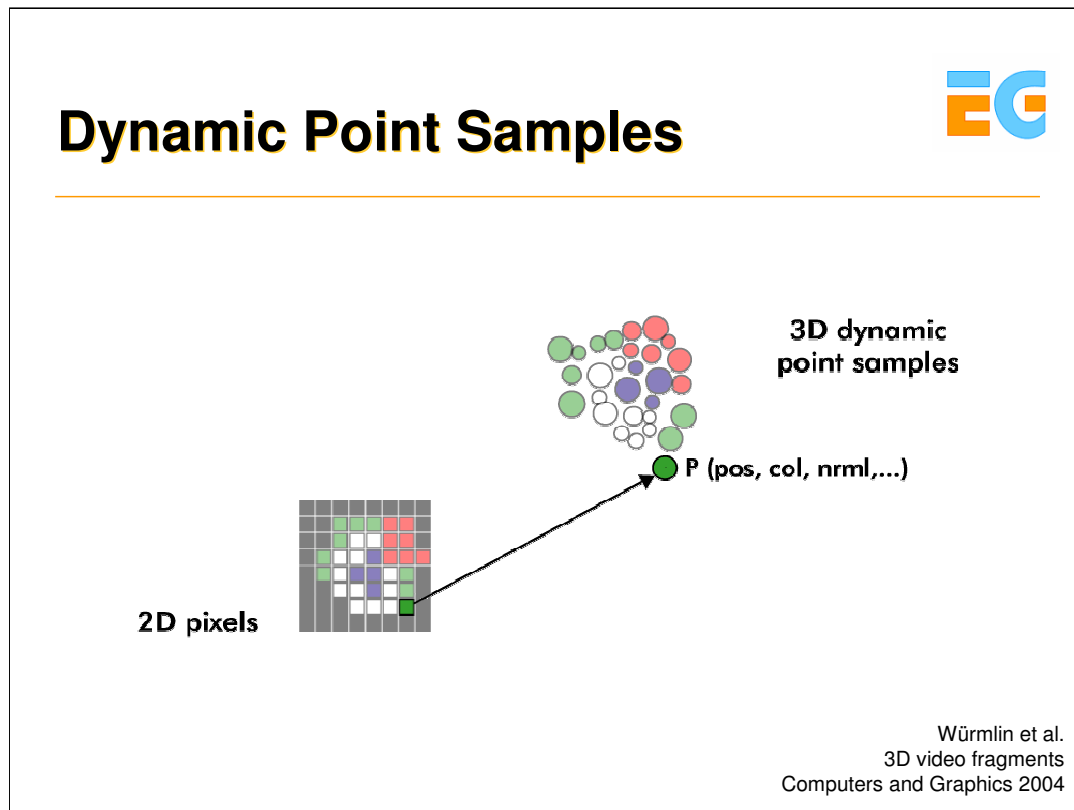 Dynamic Point Samples
EG
3D dynamic
point samples
P (pos, col, nrml,...)
2D pixels
Würmlin et al.
3D video fragments
Computers and Graphics 2004